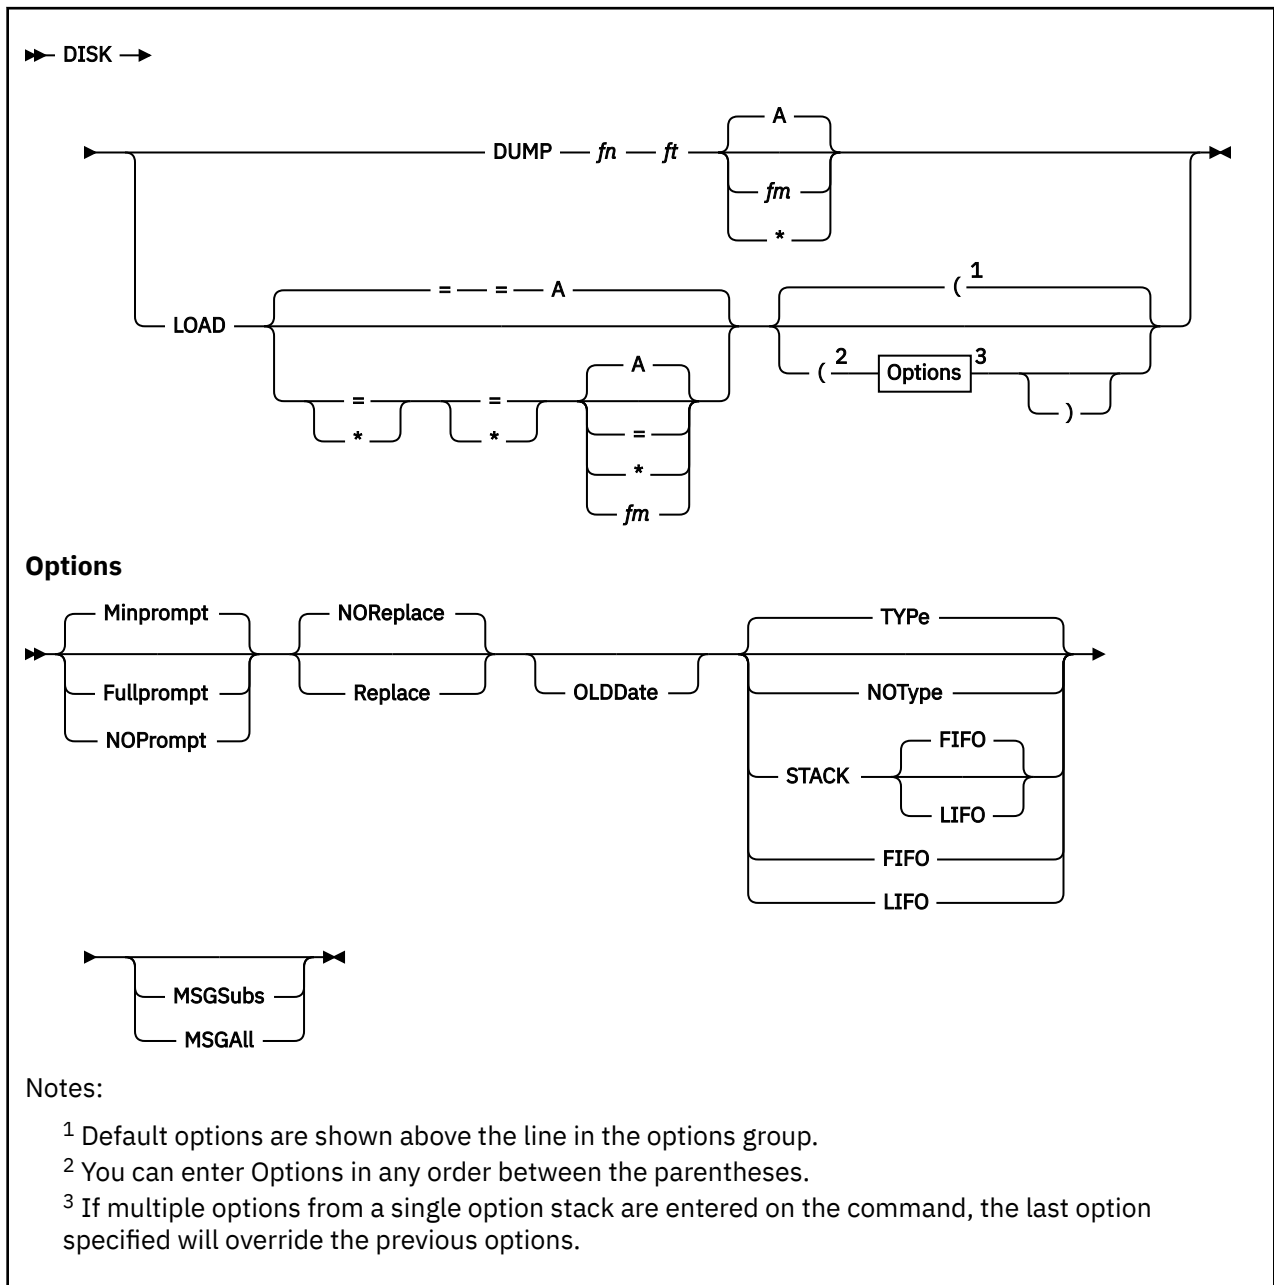 DISK
A
DUMP fn ft
fm
*
= = A
( 1
LOAD
A
( 2 Options 3
= =
=
)
* *
*
fm
Options
Minprompt NOReplace TYPe
Fullprompt Replace OLDDate NOType
NOPrompt
FIFO
STACK
LIFO
FIFO
LIFO
MSGSubs
MSGAll
Notes:
1 Default options are shown above the line in the options group.
2 You can enter Options in any order between the parentheses.
3 If multiple options from a single option stack are entered on the command, the last option
specified will override the previous options.